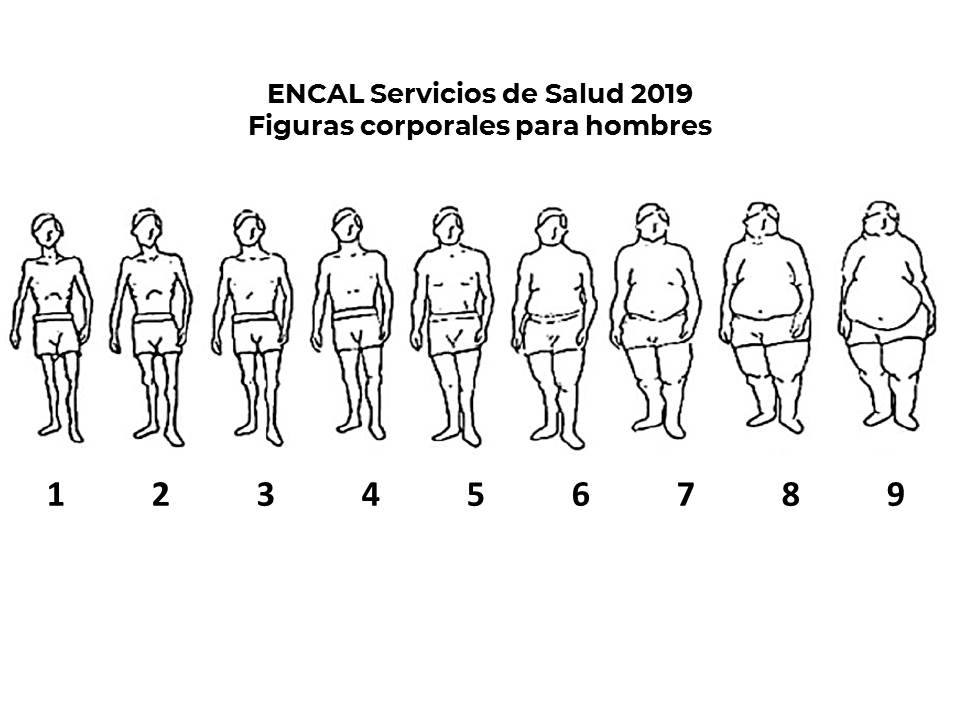 ENCAL Servicios de Salud 2019
Figuras corporales para hombres
1 2 3 4 5 6 7 8 9